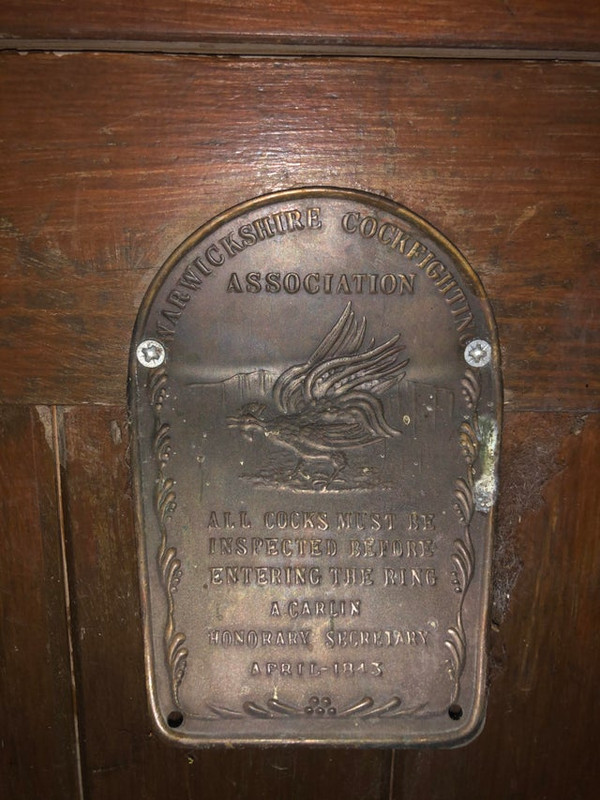 WARWICKSHIRE COCKFIGHTING
ASSOCIATION
ALL COCKS MUST BE
INSPECTED BEFORE
ENTERING THE RING
A CARLIN
HONORARY SECRETARY
APRIL-1843